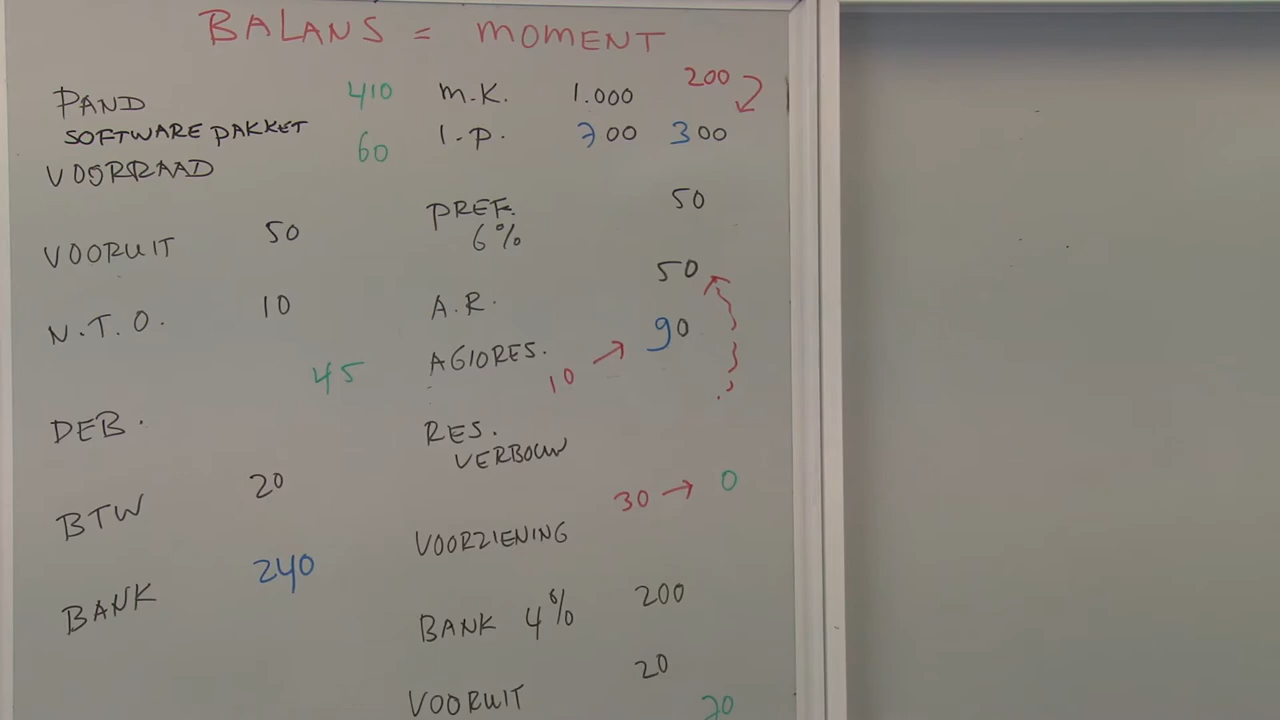 BALANS = MOMENT
PAND 410
SOFTWARE PAKKET
VOORRAAD 60
VOORUIT 50
N.T.O. 10
DEB. 45
BTW 20
BANK 240
M.K. 1.000 200
I.P. 700 300
PREF. 50
6%
A.R. 50
AGIORES. 10 → 90
RES.
VERBOUW
VOORZIENING 30 → 0
BANK 4% 200
VOORUIT 20
70